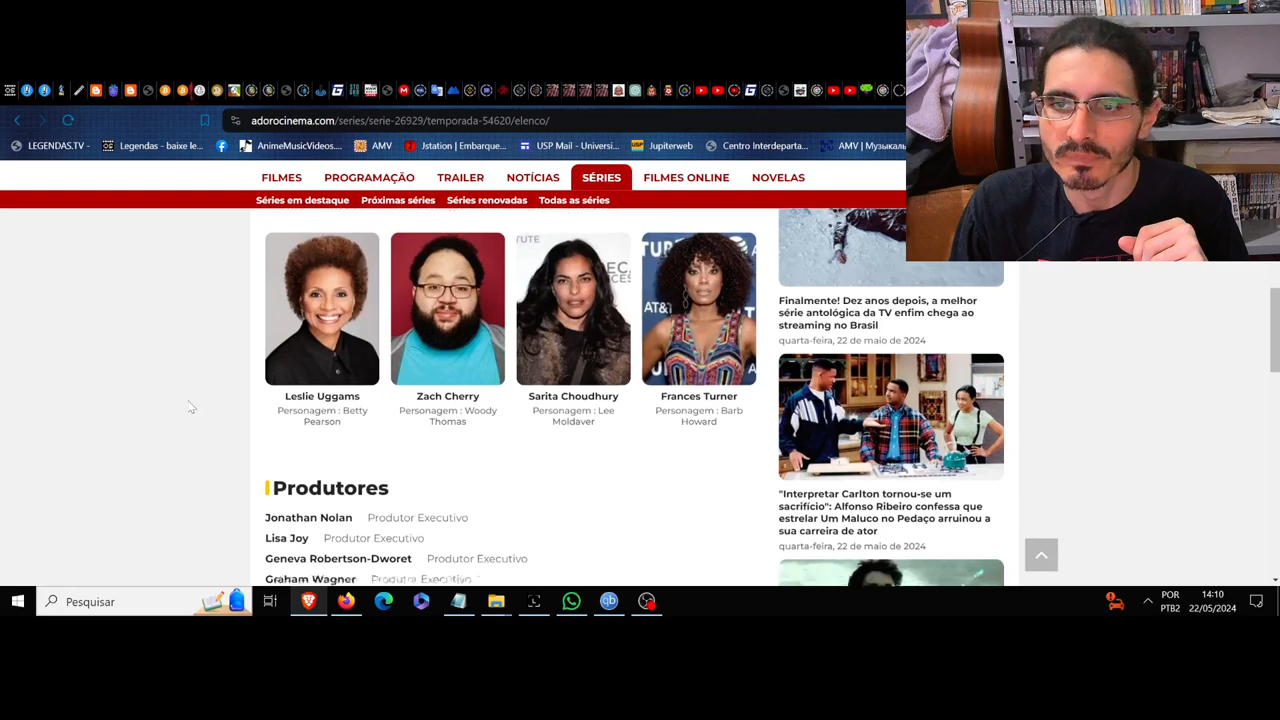 adorocinema.com/series/serie-26929/temporada-54620/elenco/
LEGENDAS.TV -
Legendas - baixe le...
AnimeMusicVideos....
AMV
Jstation | Embarque...
USP Mail - Universi...
Jupiterweb
Centro Interdeparta...
AMV | Музыкаль
FILMES
PROGRAMAÇÃO
TRAILER
NOTÍCIAS
SÉRIES
FILMES ONLINE
NOVELAS
Séries em destaque
Próximas séries
Séries renovadas
Todas as séries
TUTE
TURE
AT&T
Leslie Uggams
Personagem : Betty
Pearson
Zach Cherry
Personagem : Woody
Thomas
Sarita Choudhury
Personagem : Lee
Moldaver
Frances Turner
Personagem : Barb
Howard
Produtores
Jonathan Nolan Produtor Executivo
Lisa Joy Produtor Executivo
Geneva Robertson-Dworet Produtor Executivo
Graham Wagner Produtor Executivo
Finalmente! Dez anos depois, a melhor
série antológica da TV enfim chega ao
streaming no Brasil
quarta-feira, 22 de maio de 2024
"Interpretar Carlton tornou-se um
sacrifício": Alfonso Ribeiro confessa que
estrelar Um Maluco no Pedaço arruinou a
sua carreira de ator
quarta-feira, 22 de maio de 2024
Pesquisar
POR
PTB2
14:10
22/05/2024